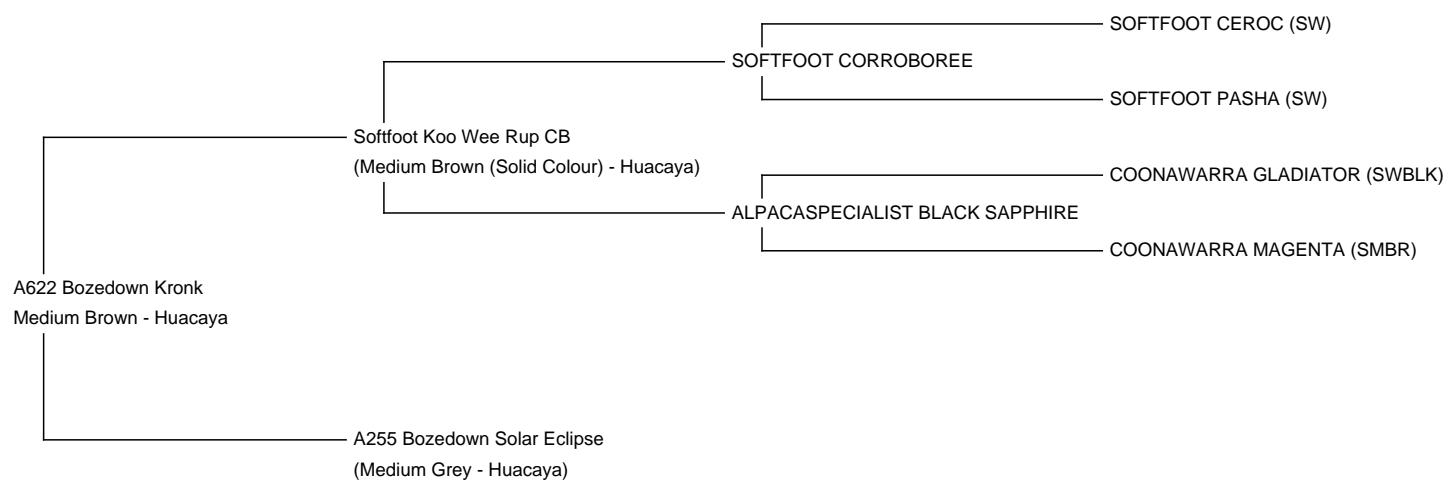 SOFTFOOT CEROC (SW)
SOFTFOOT CORROBOREE
SOFTFOOT PASHA (SW)
Softfoot Koo Wee Rup CB
(Medium Brown (Solid Colour) - Huacaya)
COONAWARRA GLADIATOR (SWBLK)
ALPACASPECIALIST BLACK SAPPHIRE
COONAWARRA MAGENTA (SMBR)
A622 Bozedown Kronk
Medium Brown - Huacaya
A255 Bozedown Solar Eclipse
(Medium Grey - Huacaya)